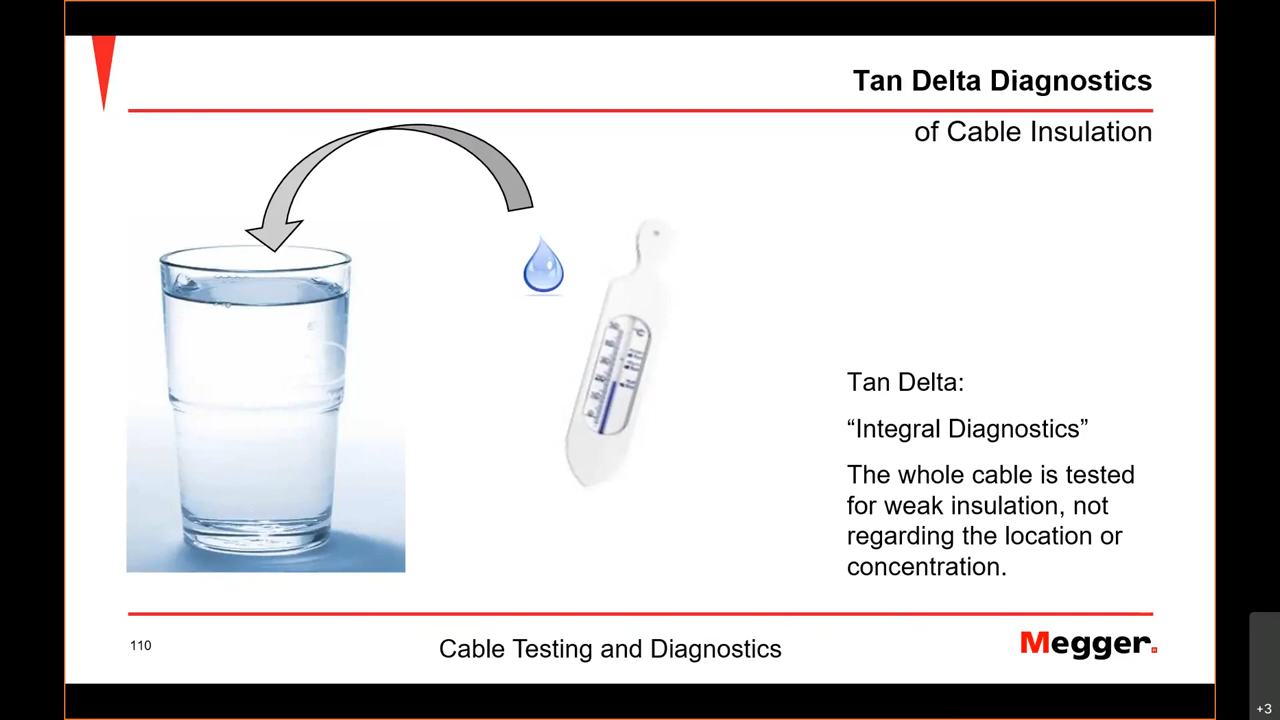 Tan Delta Diagnostics
of Cable Insulation
Tan Delta:
“Integral Diagnostics”
The whole cable is tested
for weak insulation, not
regarding the location or
concentration.
110
Cable Testing and Diagnostics
Megger.
+3